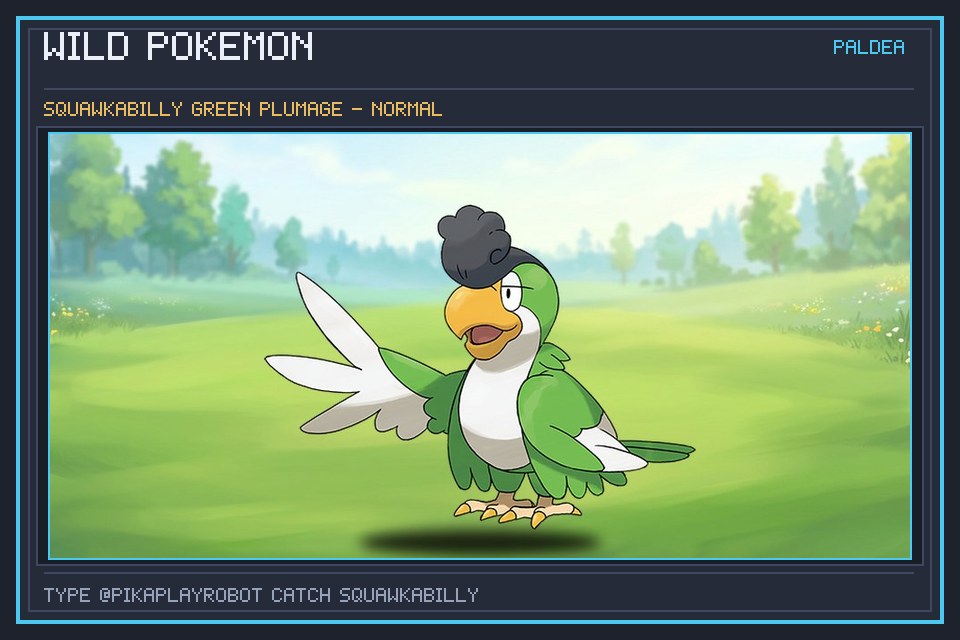 WILD POKEMON
PALDEA
SQUAWKABILLY GREEN PLUMAGE - NORMAL
TYPE @PIKAPLAYROBOT CATCH SQUAWKABILLY